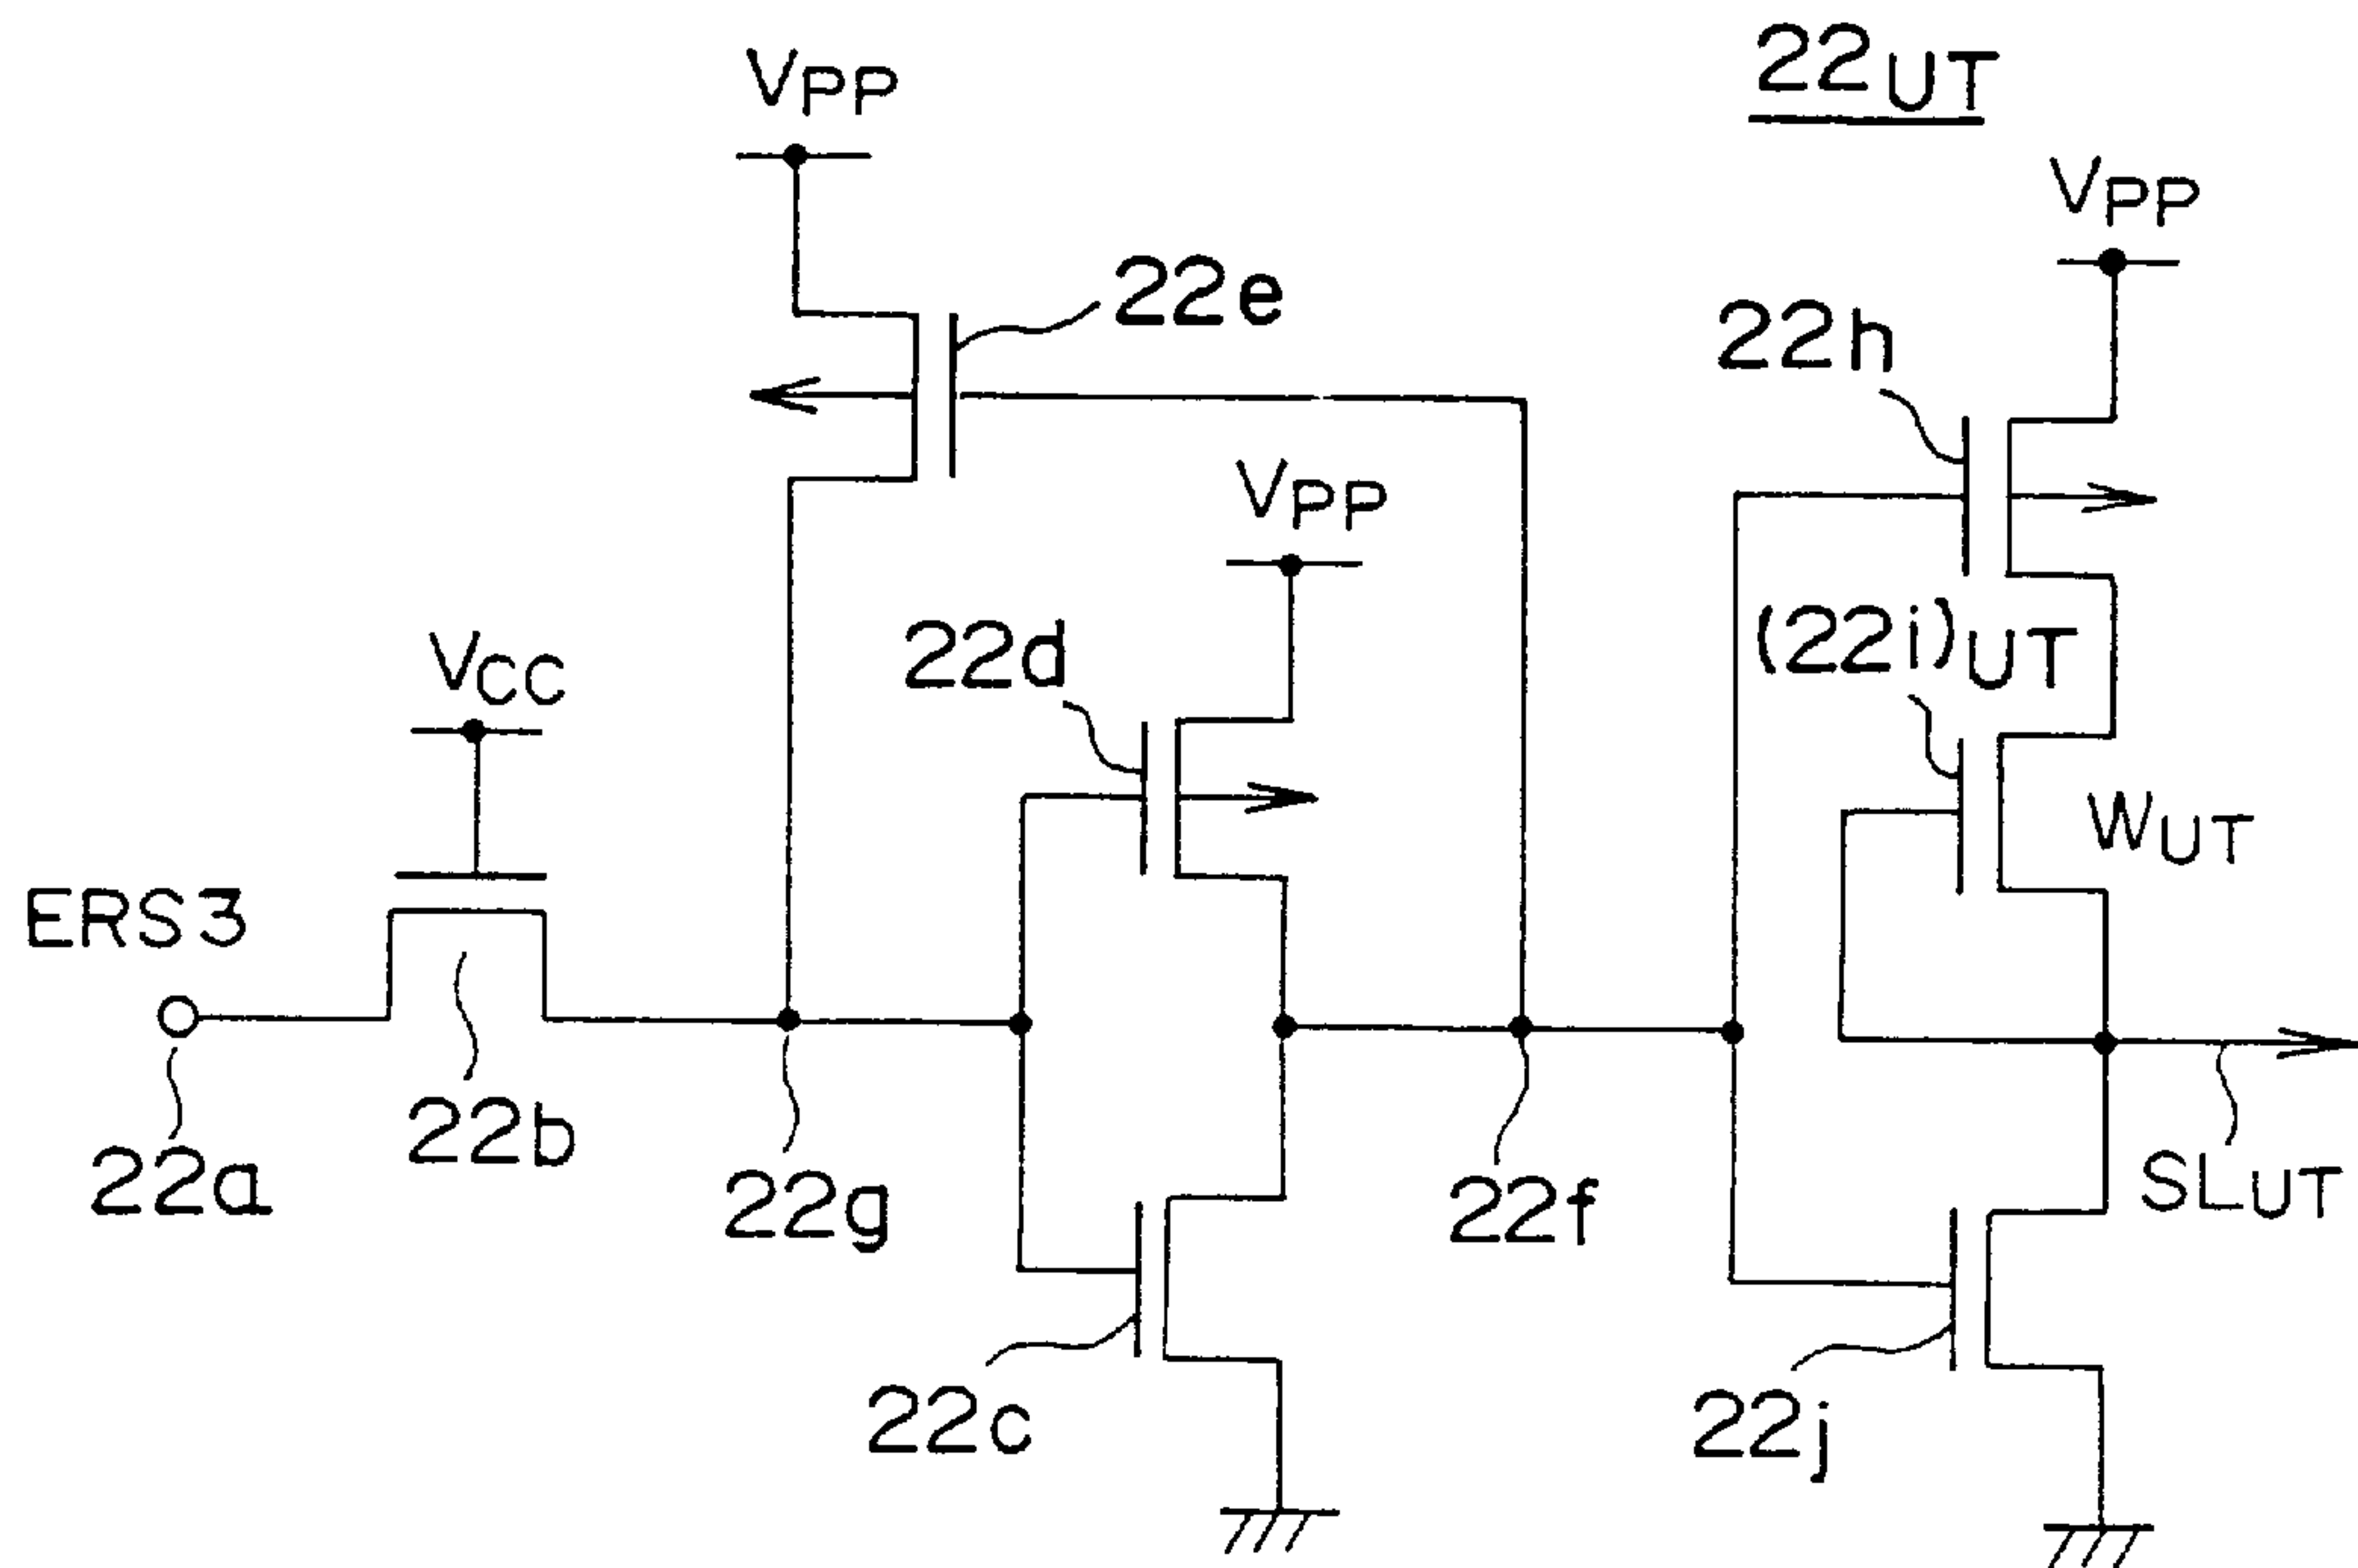 22UT
VPP
VPP
22e
22h
VPP
(22i)UT
22d
VCC
WUT
ERS3
22b
22a
22g
22f
SLUT
22c
22j